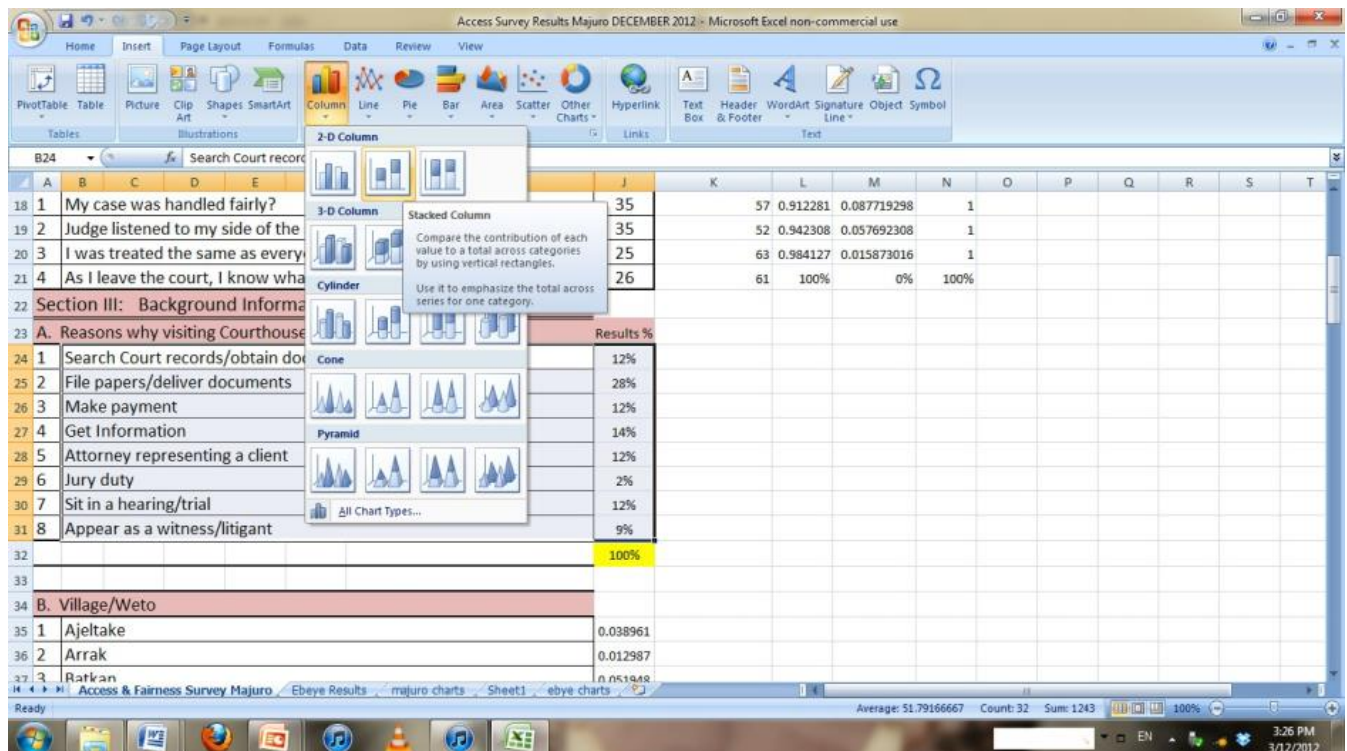 Access Survey Results Majuro DECEMBER 2012 - Microsoft Excel non-commercial use
Home Insert Page Layout Formulas Data Review View
PivotTable Table Picture Clip Art Shapes SmartArt Column Line Pie Bar Area Scatter Other Charts Hyperlink Text Box Header & Footer WordArt Signature Line Object Symbol
Tables Illustrations Links Text
B24 fx Search Court record
2-D Column
3-D Column
Stacked Column
Compare the contribution of each
value to a total across categories
by using vertical rectangles.
Use it to emphasize the total across
series for one category.
Cylinder
Cone
Pyramid
All Chart Types...
A B C D E J K L M N O P Q R S T
18 1 My case was handled fairly? 35 57 0.912281 0.087719298 1
19 2 Judge listened to my side of the 35 52 0.942308 0.057692308 1
20 3 I was treated the same as every 25 63 0.984127 0.015873016 1
21 4 As I leave the court, I know wha 26 61 100% 0% 100%
22 Section III: Background Informa
23 A. Reasons why visiting Courthouse Results %
24 1 Search Court records/obtain do 12%
25 2 File papers/deliver documents 28%
26 3 Make payment 12%
27 4 Get Information 14%
28 5 Attorney representing a client 12%
29 6 Jury duty 2%
30 7 Sit in a hearing/trial 12%
31 8 Appear as a witness/litigant 9%
32 100%
33
34 B. Village/Weto
35 1 Ajeltake 0.038961
36 2 Arrak 0.012987
37 3 Batkan 0.051948
Access & Fairness Survey Majuro Ebeye Results majuro charts Sheet1 ebye charts
Ready Average: 51.79166667 Count: 32 Sum: 1243 100%
EN 3:26 PM
3/12/2012